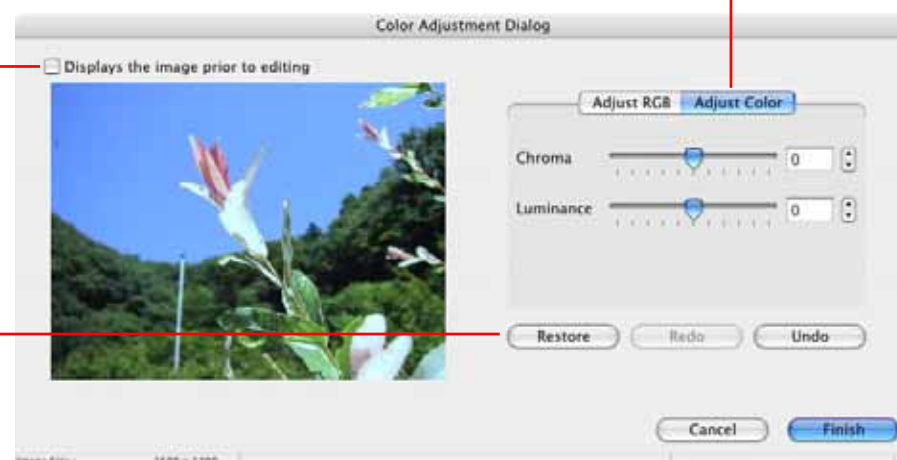 Color Adjustment Dialog
Displays the image prior to editing
Adjust RGB Adjust Color
Chroma 0
Luminance 0
Restore Redo Undo
Cancel Finish